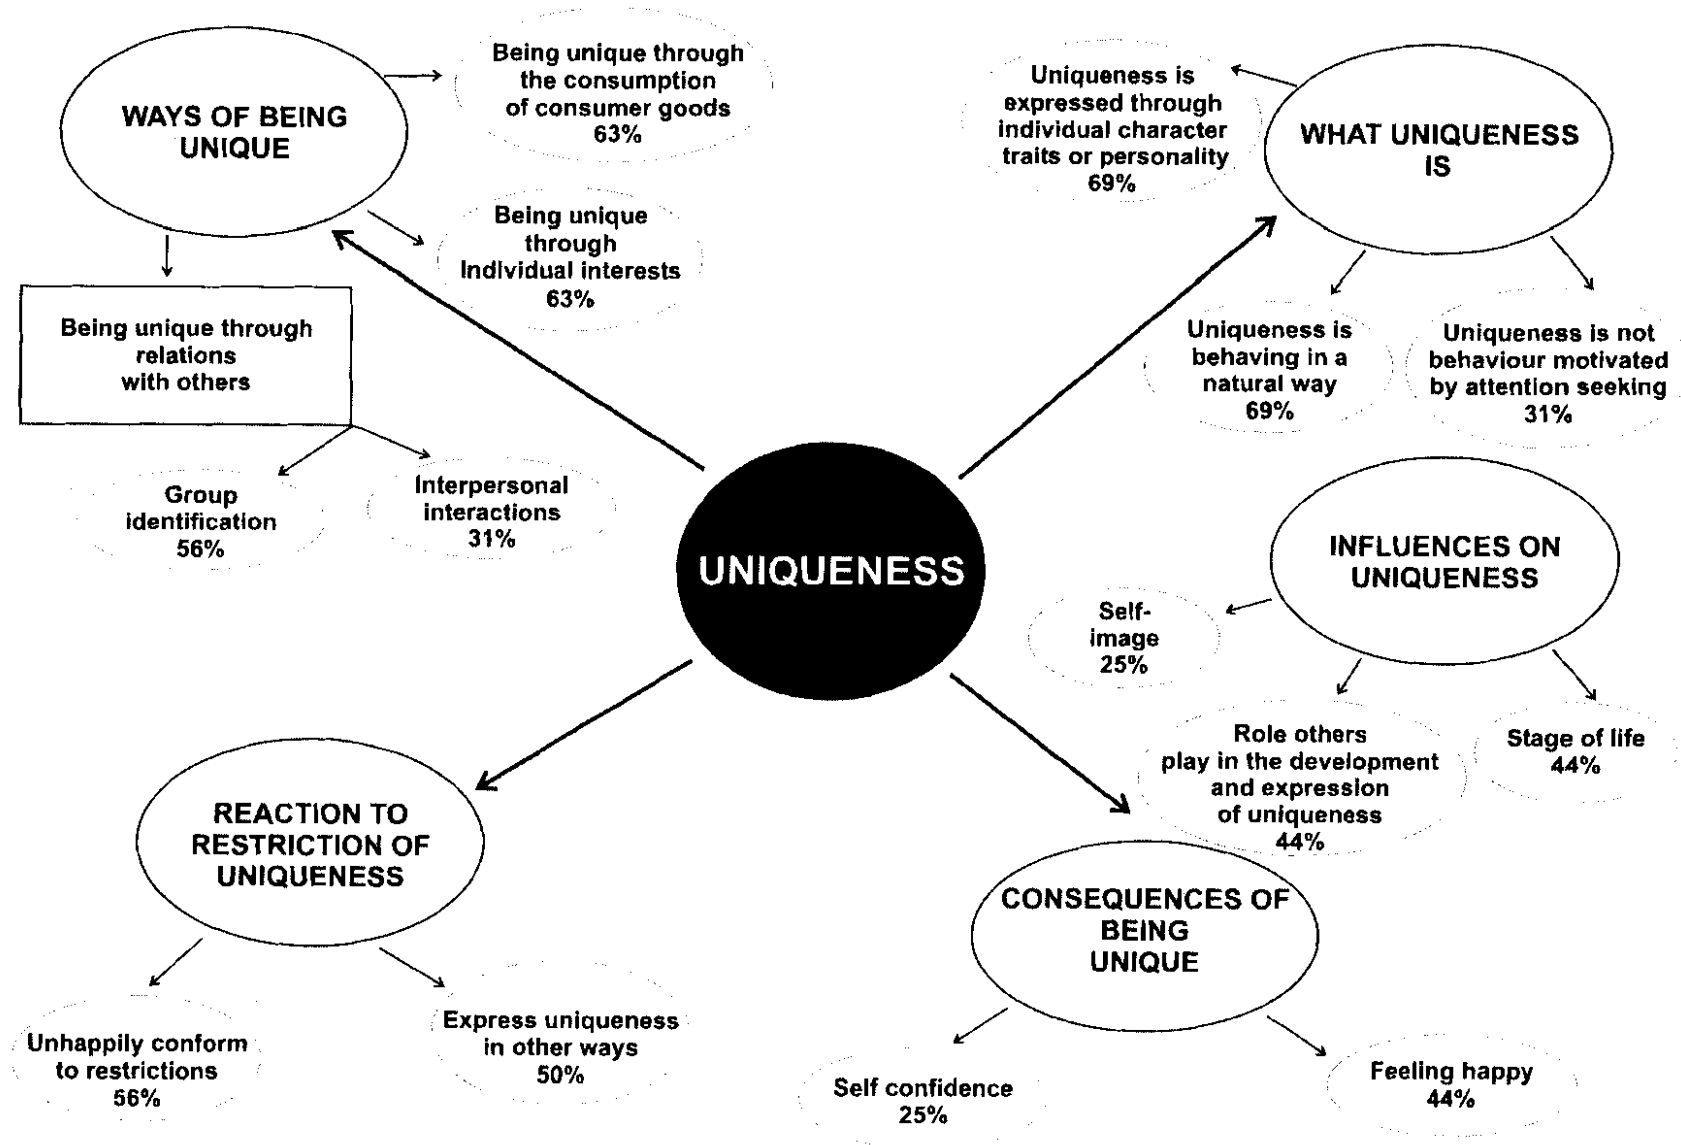 WAYS OF BEING
UNIQUE
Being unique through
the consumption
of consumer goods
63%
Being unique
through
Individual interests
63%
Being unique through
relations
with others
Group
identification
56%
Interpersonal
interactions
31%
WHAT UNIQUENESS
IS
Uniqueness is
expressed through
individual character
traits or personality
69%
Uniqueness is
behaving in a
natural way
69%
Uniqueness is not
behaviour motivated
by attention seeking
31%
UNIQUENESS
INFLUENCES ON
UNIQUENESS
Self-
image
25%
Role others
play in the development
and expression
of uniqueness
44%
Stage of life
44%
REACTION TO
RESTRICTION OF
UNIQUENESS
Unhappily conform
to restrictions
56%
Express uniqueness
in other ways
50%
CONSEQUENCES OF
BEING
UNIQUE
Self confidence
25%
Feeling happy
44%